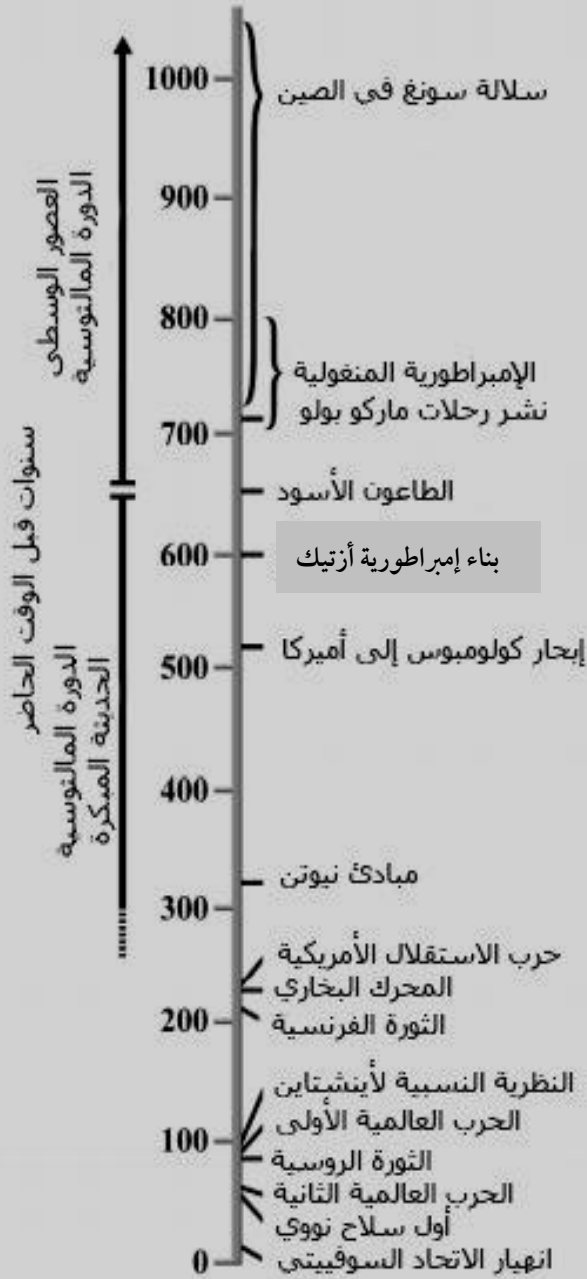 1000
سلالة سونغ في الصين
900
800
الإمبراطورية المنغولية
نشر رحلات ماركو بولو
700
الطاعون الأسود
600
بناء إمبراطورية أزتيك
إبحار كولومبوس إلى أميركا
500
400
مبادئ نيوتن
300
حرب الاستقلال الأمريكية
المحرك البخاري
200
الثورة الفرنسية
النظرية النسبية لأينشتاين
الحرب العالمية الأولى
100
الثورة الروسية
الحرب العالمية الثانية
أول سلاح نووي
انهيار الاتحاد السوفييتي
0
العصور الوسطى
الدورة المالتوسية
سنوات قبل الوقت الحاضر
الدورة المالتوسية
الحديثة المبكرة